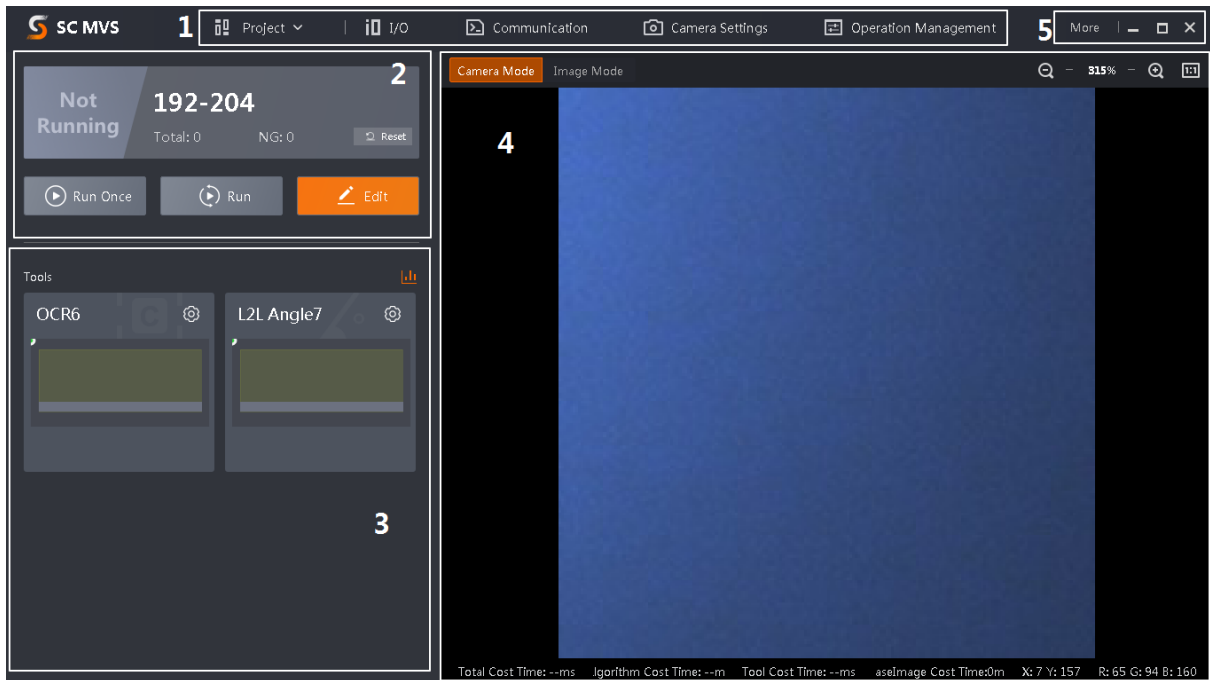 SC MVS 1 Project I/O Communication Camera Settings Operation Management 5 More
2
Not
Running
192-204
Total: 0 NG: 0 Reset
Run Once Run Edit
Tools
OCR6 L2L Angle7
3
Camera Mode Image Mode 315% 1:1
4
Total Cost Time: --ms .lgorithm Cost Time: --m Tool Cost Time: --ms aseImage Cost Time:0m X: 7 Y: 157 R: 65 G: 94 B: 160